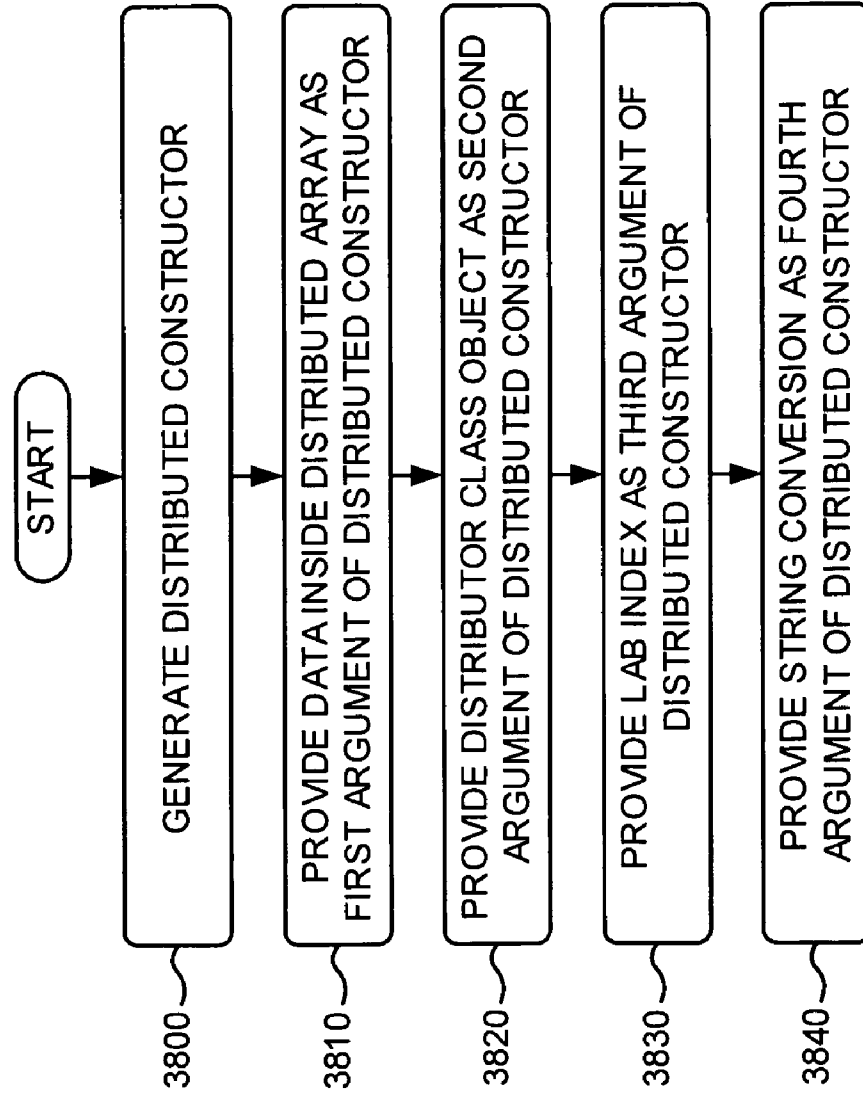 START
3800
GENERATE DISTRIBUTED CONSTRUCTOR
3810
PROVIDE DATA INSIDE DISTRIBUTED ARRAY AS
FIRST ARGUMENT OF DISTRIBUTED CONSTRUCTOR
3820
PROVIDE DISTRIBUTOR CLASS OBJECT AS SECOND
ARGUMENT OF DISTRIBUTED CONSTRUCTOR
3830
PROVIDE LAB INDEX AS THIRD ARGUMENT OF
DISTRIBUTED CONSTRUCTOR
3840
PROVIDE STRING CONVERSION AS FOURTH
ARGUMENT OF DISTRIBUTED CONSTRUCTOR